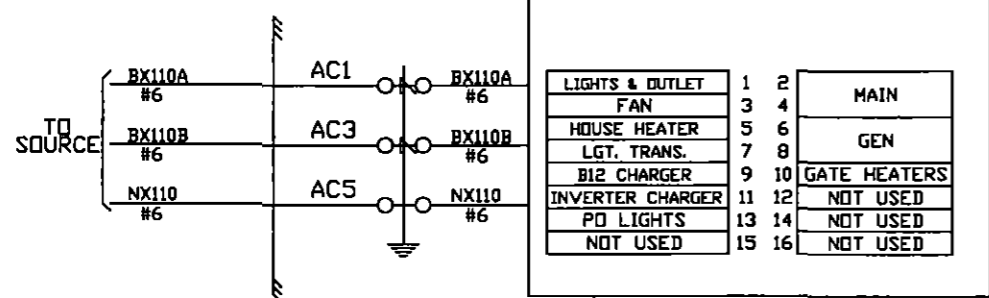 TO
SOURCE
BX110A
#6
AC1
BX110A
#6
BX110B
#6
AC3
BX110B
#6
NX110
#6
AC5
NX110
#6
LIGHTS & OUTLET 1 2 MAIN
FAN 3 4
HOUSE HEATER 5 6 GEN
LGT. TRANS. 7 8
B12 CHARGER 9 10 GATE HEATERS
INVERTER CHARGER 11 12 NOT USED
PO LIGHTS 13 14 NOT USED
NOT USED 15 16 NOT USED